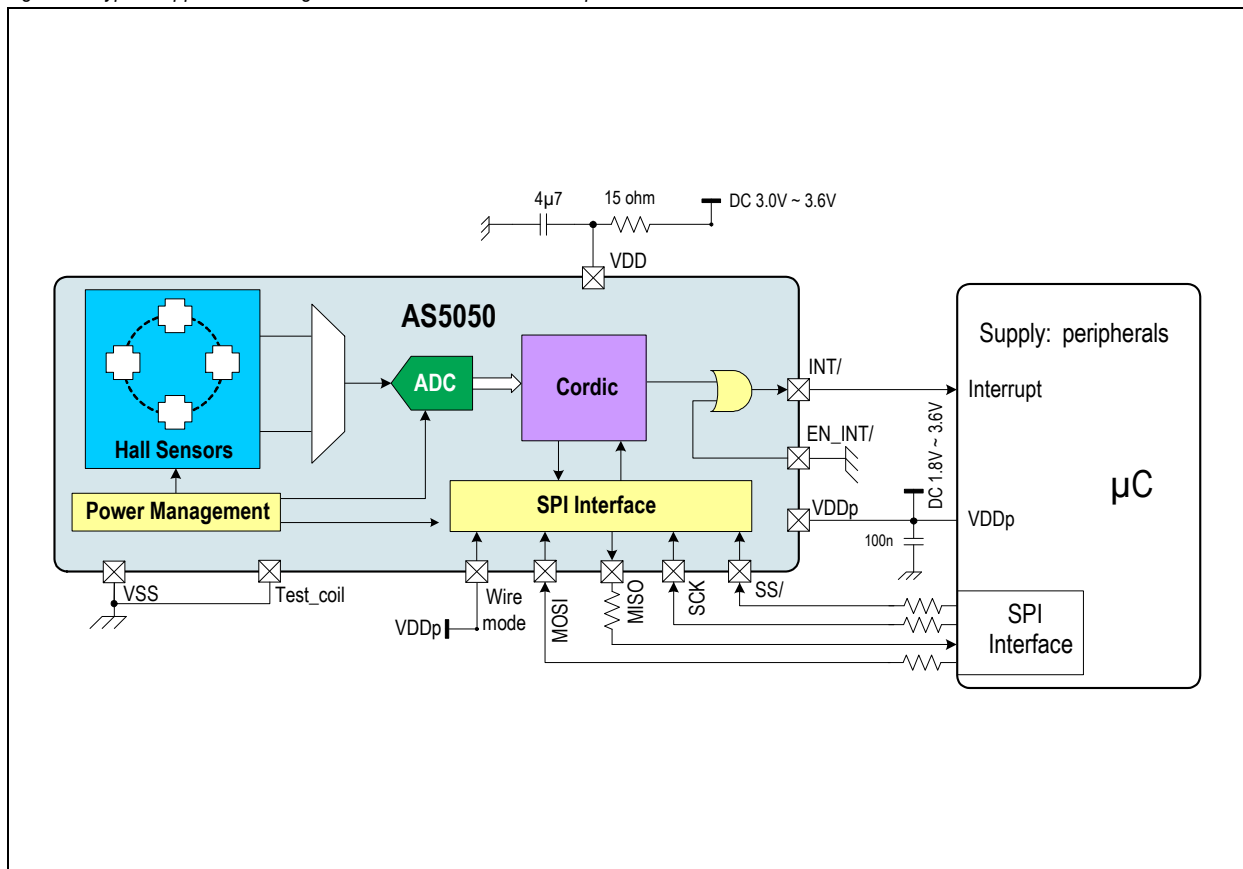 4µ7
15 ohm
DC 3.0V ~ 3.6V
VDD
AS5050
Supply: peripherals
INT/
Interrupt
ADC
Cordic
EN_INT/
DC 1.8V ~ 3.6V
µC
Hall Sensors
Power Management
SPI Interface
VDDp
VDDp
100n
VSS
Test_coil
Wire
mode
VDDp
MOSI
MISO
SCK
SS/
SPI
Interface